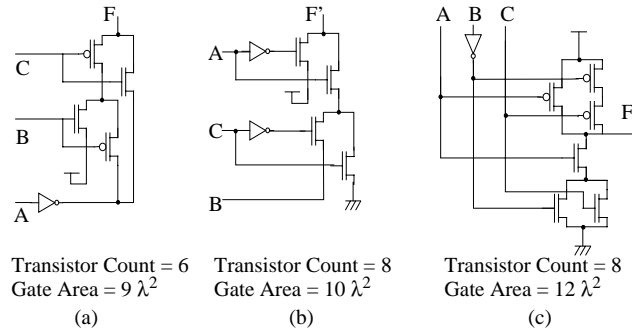 F
C
B
A
Transistor Count = 6
Gate Area = 9 λ²
(a)
F'
A
C
B
Transistor Count = 8
Gate Area = 10 λ²
(b)
A B C
F
Transistor Count = 8
Gate Area = 12 λ²
(c)